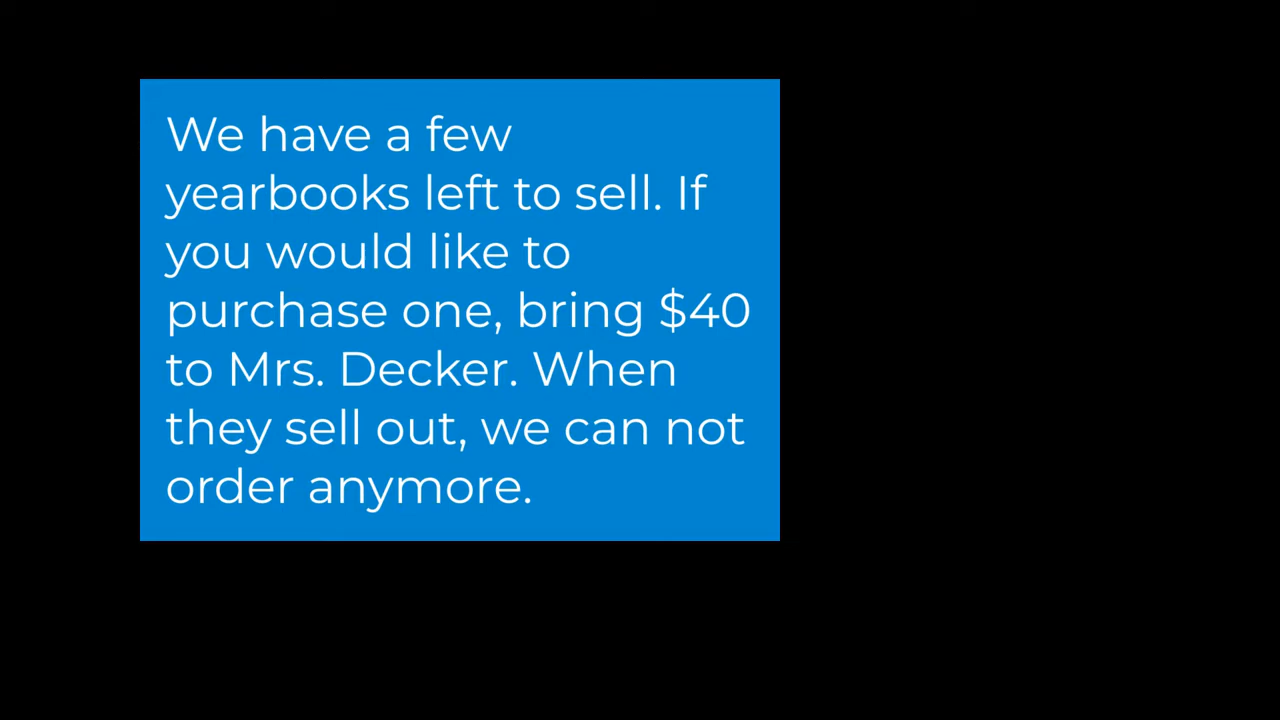 We have a few
yearbooks left to sell. If
you would like to
purchase one, bring $40
to Mrs. Decker. When
they sell out, we can not
order anymore.